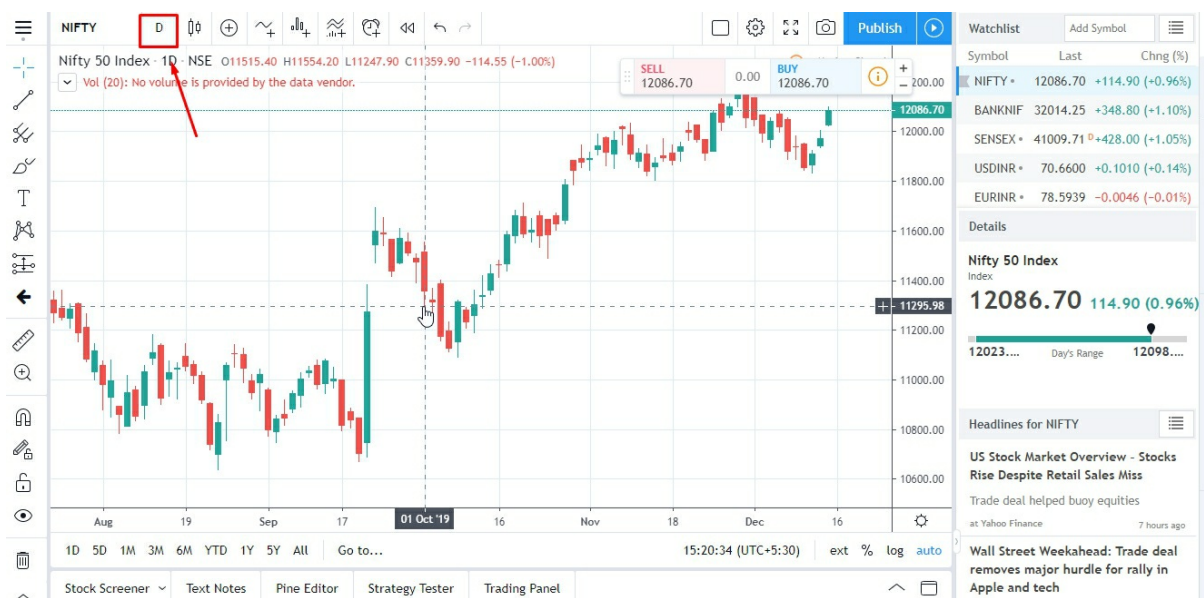 NIFTY
D
Publish
Nifty 50 Index · 1D · NSE O11515.40 H11554.20 L11247.90 C11359.90 −114.55 (−1.00%)
Vol (20): No volume is provided by the data vendor.
SELL
12086.70
0.00
BUY
12086.70
200.00
12086.70
12000.00
11800.00
11600.00
11400.00
11295.98
11200.00
11000.00
10800.00
10600.00
Aug 19 Sep 17 01 Oct '19 16 Nov 18 Dec 16
1D 5D 1M 3M 6M YTD 1Y 5Y All Go to... 15:20:34 (UTC+5:30) ext % log auto
Stock Screener Text Notes Pine Editor Strategy Tester Trading Panel
Watchlist Add Symbol
Symbol Last Chng (%)
NIFTY 12086.70 +114.90 (+0.96%)
BANKNIF 32014.25 +348.80 (+1.10%)
SENSEX 41009.71 D +428.00 (+1.05%)
USDINR 70.6600 +0.1010 (+0.14%)
EURINR 78.5939 −0.0046 (−0.01%)
Details
Nifty 50 Index
Index
12086.70 114.90 (0.96%)
12023.... Day's Range 12098....
Headlines for NIFTY
US Stock Market Overview - Stocks
Rise Despite Retail Sales Miss
Trade deal helped buoy equities
at Yahoo Finance 7 hours ago
Wall Street Weekahead: Trade deal
removes major hurdle for rally in
Apple and tech